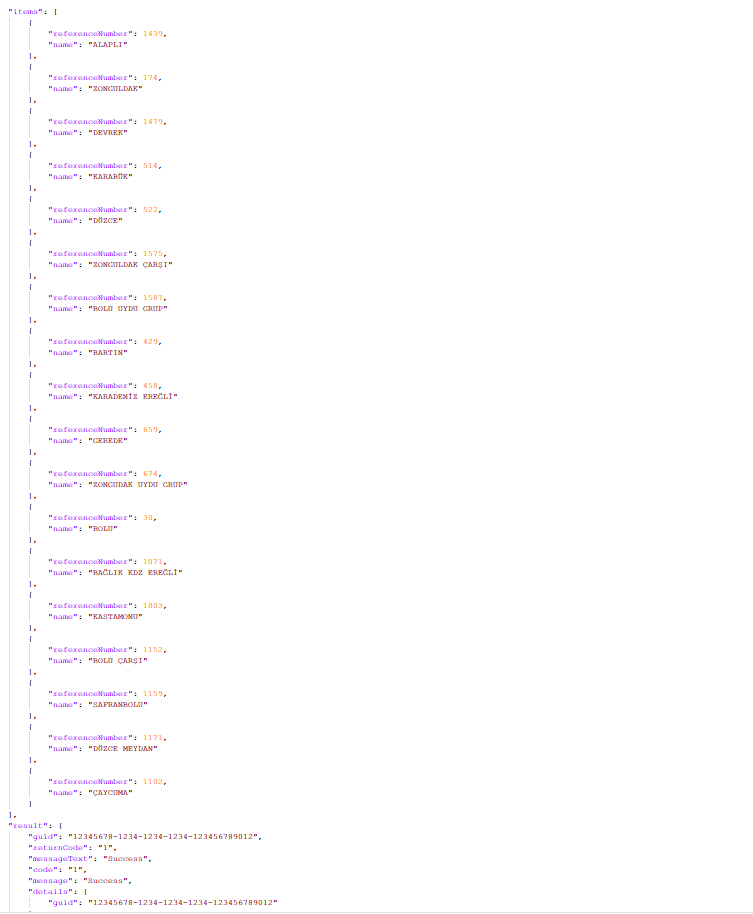 "items": [
{
"referenceNumber": 1439,
"name": "ALAPLI"
},
{
"referenceNumber": 174,
"name": "ZONGULDAK"
},
{
"referenceNumber": 1479,
"name": "DEVREK"
},
{
"referenceNumber": 514,
"name": "KARABÜK"
},
{
"referenceNumber": 522,
"name": "DÜZCE"
},
{
"referenceNumber": 1575,
"name": "ZONGULDAK ÇARŞI"
},
{
"referenceNumber": 1587,
"name": "BOLU UYDU GRUP"
},
{
"referenceNumber": 429,
"name": "BARTIN"
},
{
"referenceNumber": 458,
"name": "KARADENİZ EREĞLİ"
},
{
"referenceNumber": 659,
"name": "GEREDE"
},
{
"referenceNumber": 674,
"name": "ZONGUDAK UYDU GRUP"
},
{
"referenceNumber": 30,
"name": "BOLU"
},
{
"referenceNumber": 1071,
"name": "BAĞLIK KDZ EREĞLİ"
},
{
"referenceNumber": 1003,
"name": "KASTAMONU"
},
{
"referenceNumber": 1152,
"name": "BOLU ÇARŞI"
},
{
"referenceNumber": 1159,
"name": "SAFRANBOLU"
},
{
"referenceNumber": 1171,
"name": "DÜZCE MEYDAN"
},
{
"referenceNumber": 1102,
"name": "ÇAYCUMA"
}
],
"result": {
"guid": "12345678-1234-1234-1234-123456789012",
"returnCode": "1",
"messageText": "Success",
"code": "1",
"message": "Success",
"details": {
"guid": "12345678-1234-1234-1234-123456789012"